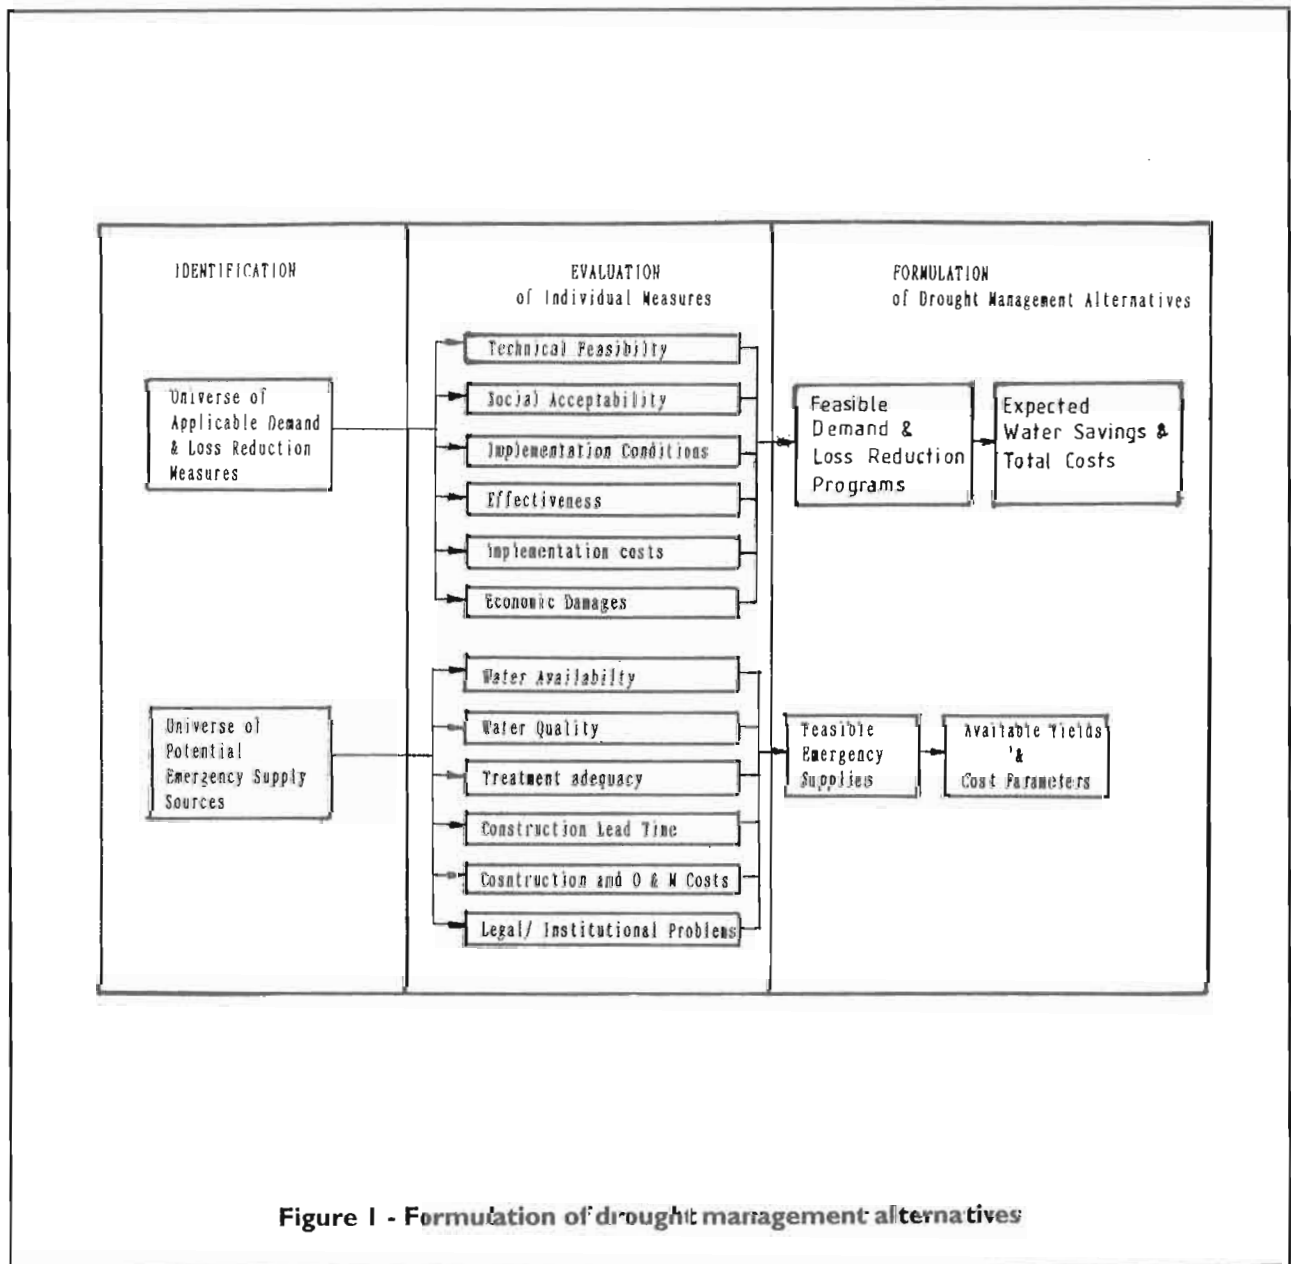 IDENTIFICATION
EVALUATION
of Individual Measures
FORMULATION
of Drought Management Alternatives
Universe of
Applicable Demand
& Loss Reduction
Measures
Technical Feasibilty
Social Acceptability
Implementation Conditions
Effectiveness
Implementation costs
Economic Damages
Feasible
Demand &
Loss Reduction
Programs
Expected
Water Savings &
Total Costs
Universe of
Potential
Emergency Supply
Sources
Water Availabilty
Water Quality
Treatment adequacy
Construction Lead Time
Cosntruction and O & M Costs
Legal/ Institutional Problems
Feasible
Emergency
Supplies
Available Yields
'&
Cost Parameters
Figure 1 - Formulation of drought management alternatives